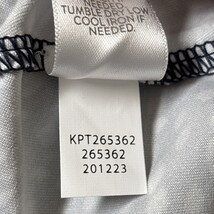 NEEDED
TUMBLE DRY LOW
COOL IRON IF
NEEDED.
KPT265362
265362
201223